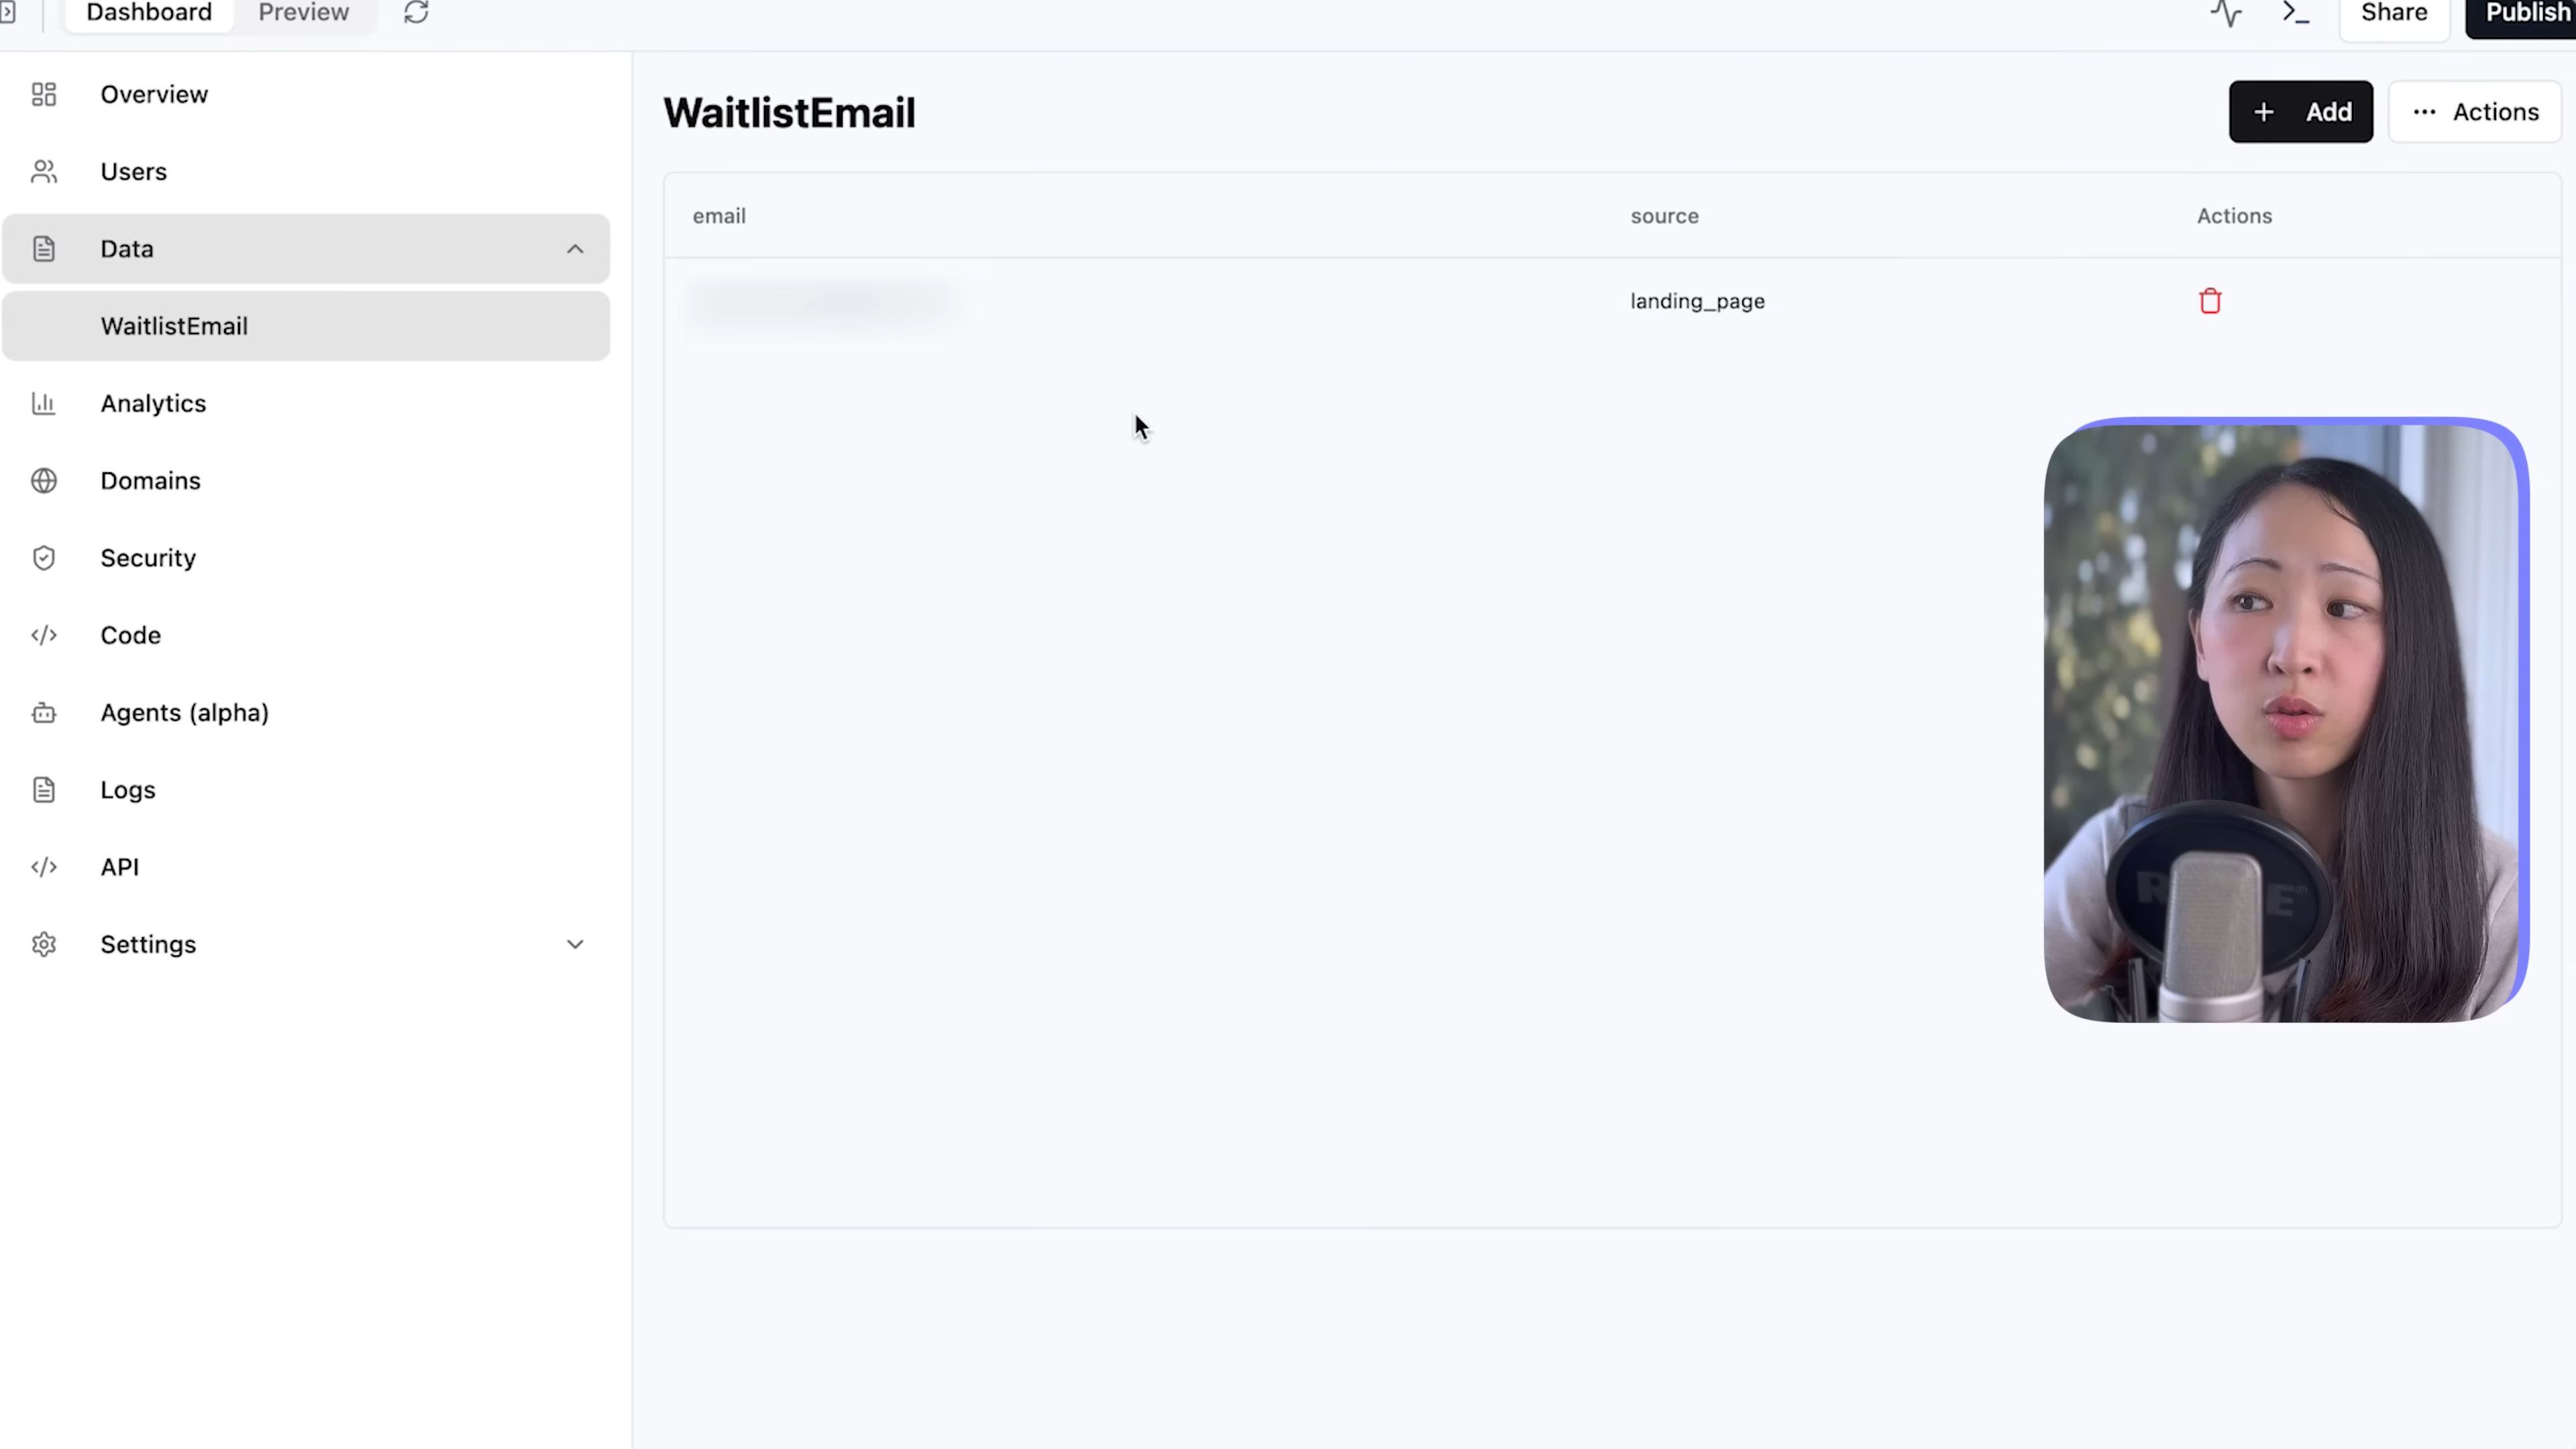 Dashboard Preview Share Publish
Overview
Users
Data
WaitlistEmail
Analytics
Domains
Security
Code
Agents (alpha)
Logs
API
Settings
WaitlistEmail
Add
Actions
email source Actions
landing_page